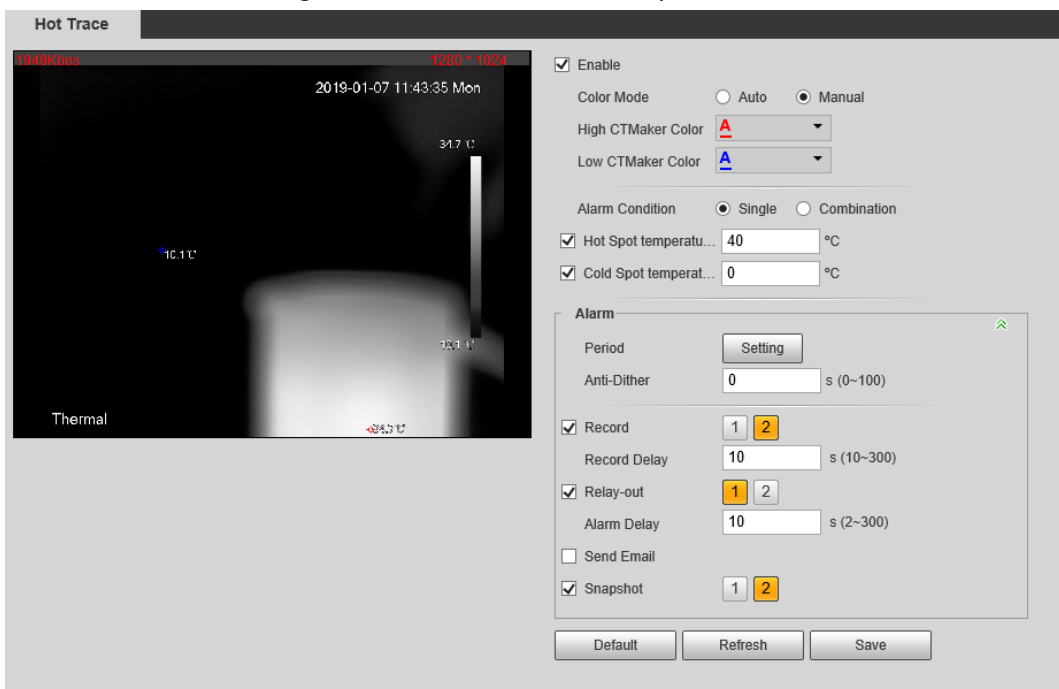 Hot Trace
1949Kbps 1280 * 1024
2019-01-07 11:43:35 Mon
34.7 ℃
10.1℃
Thermal
Enable
Color Mode Auto Manual
High CTMaker Color A
Low CTMaker Color A
Alarm Condition Single Combination
Hot Spot temperatu... 40 °C
Cold Spot temperat... 0 °C
Alarm
Period Setting
Anti-Dither 0 s (0~100)
Record 1 2
Record Delay 10 s (10~300)
Relay-out 1 2
Alarm Delay 10 s (2~300)
Send Email
Snapshot 1 2
Default Refresh Save